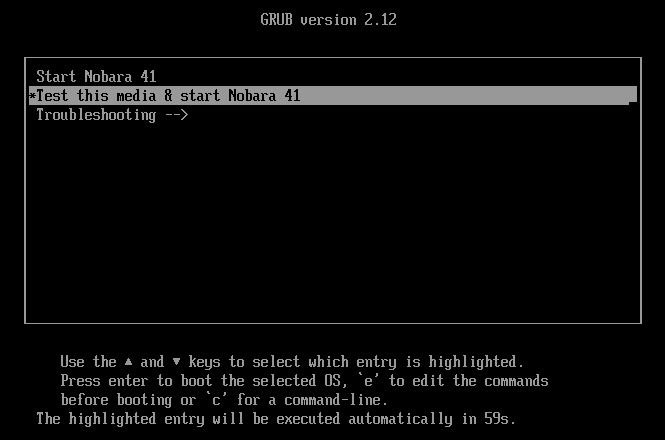 GRUB version 2.12
Start Nobara 41
*Test this media & start Nobara 41
Troubleshooting -->
Use the ▲ and ▼ keys to select which entry is highlighted.
Press enter to boot the selected OS, `e' to edit the commands
before booting or `c' for a command-line.
The highlighted entry will be executed automatically in 59s.